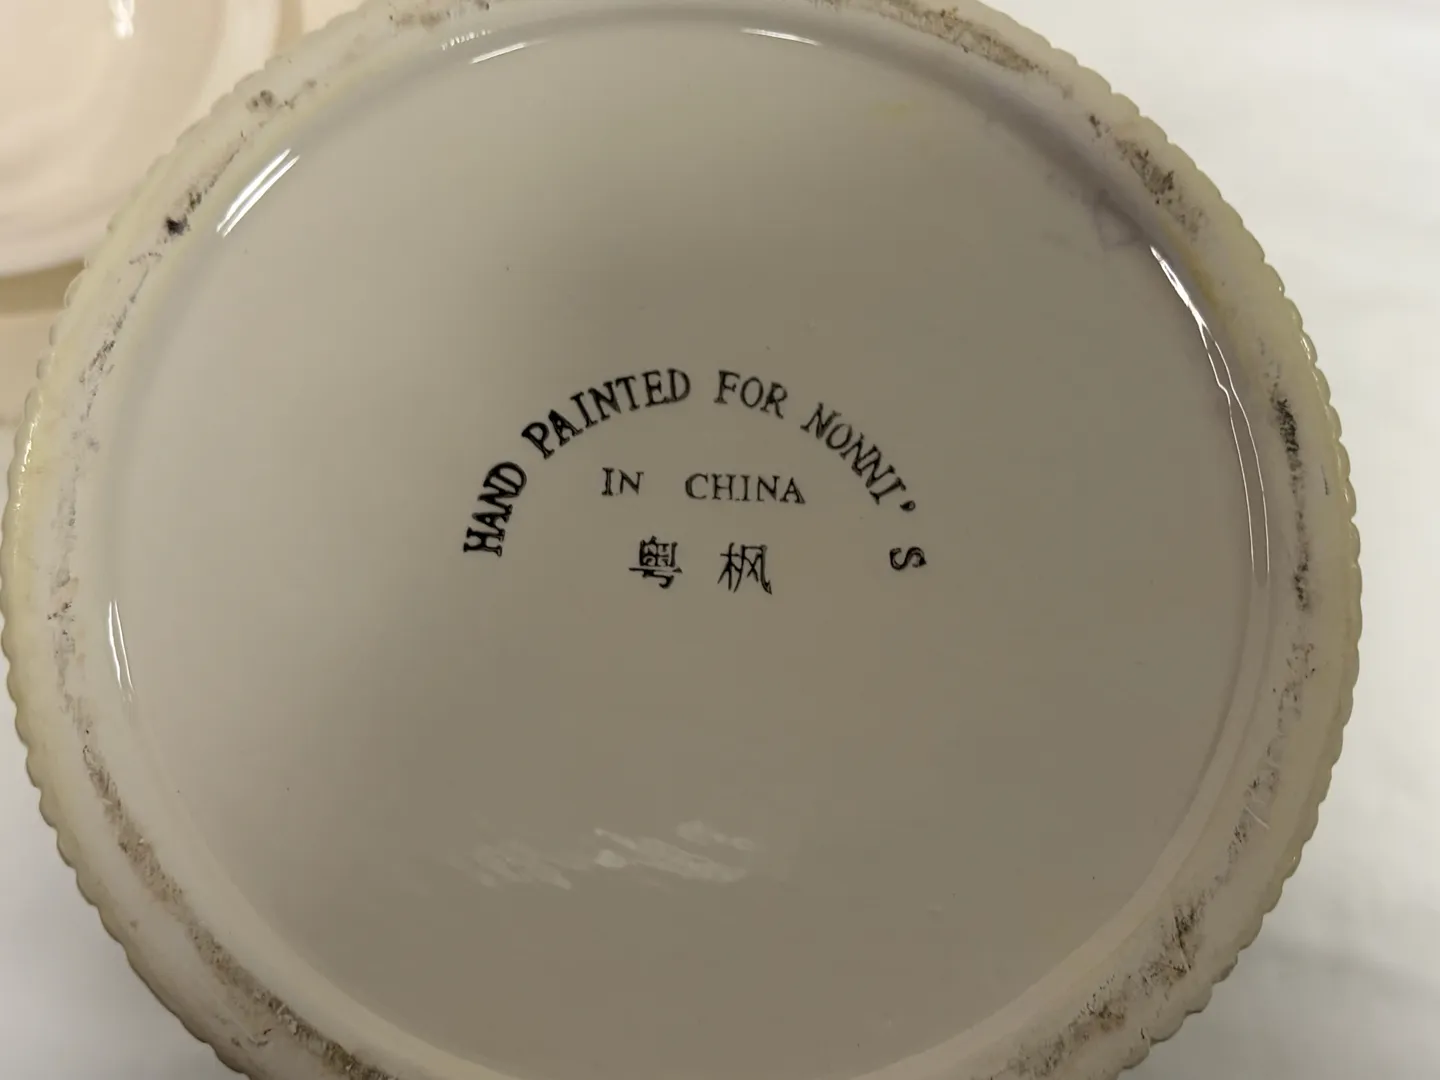 HAND PAINTED FOR NONNI'S
IN CHINA
粤枫